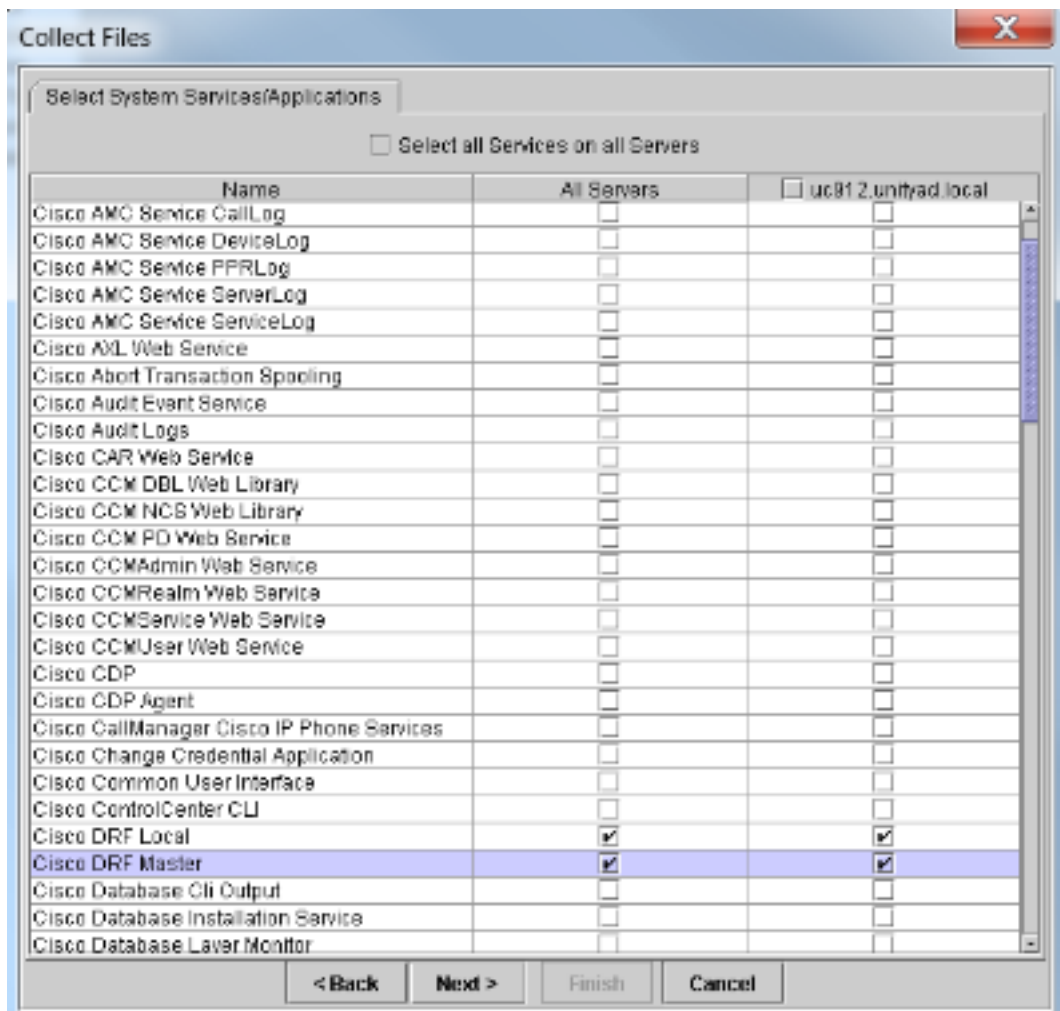 Collect Files
Select System Services/Applications
Select all Services on all Servers
Name All Servers uc912.unityad.local
Cisco AMC Service CallLog
Cisco AMC Service DeviceLog
Cisco AMC Service PPRLog
Cisco AMC Service ServerLog
Cisco AMC Service ServiceLog
Cisco AXL Web Service
Cisco Abort Transaction Spooling
Cisco Audit Event Service
Cisco Audit Logs
Cisco CAR Web Service
Cisco CCM DBL Web Library
Cisco CCM NCS Web Library
Cisco CCM PD Web Service
Cisco CCMAdmin Web Service
Cisco CCMRealm Web Service
Cisco CCMService Web Service
Cisco CCMUser Web Service
Cisco CDP
Cisco CDP Agent
Cisco CallManager Cisco IP Phone Services
Cisco Change Credential Application
Cisco Common User Interface
Cisco ControlCenter CLI
Cisco DRF Local
Cisco DRF Master
Cisco Database Cli Output
Cisco Database Installation Service
Cisco Database Layer Monitor
< Back Next > Finish Cancel